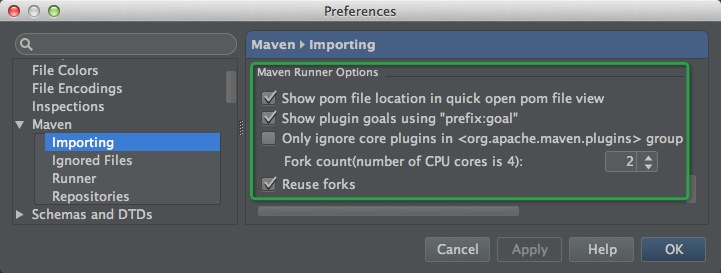 Preferences
File Colors
File Encodings
Inspections
Maven
Importing
Ignored Files
Runner
Repositories
Schemas and DTDs
Maven ▸ Importing
Maven Runner Options
Show pom file location in quick open pom file view
Show plugin goals using "prefix:goal"
Only ignore core plugins in <org.apache.maven.plugins> group
Fork count(number of CPU cores is 4): 2
Reuse forks
Cancel Apply Help OK